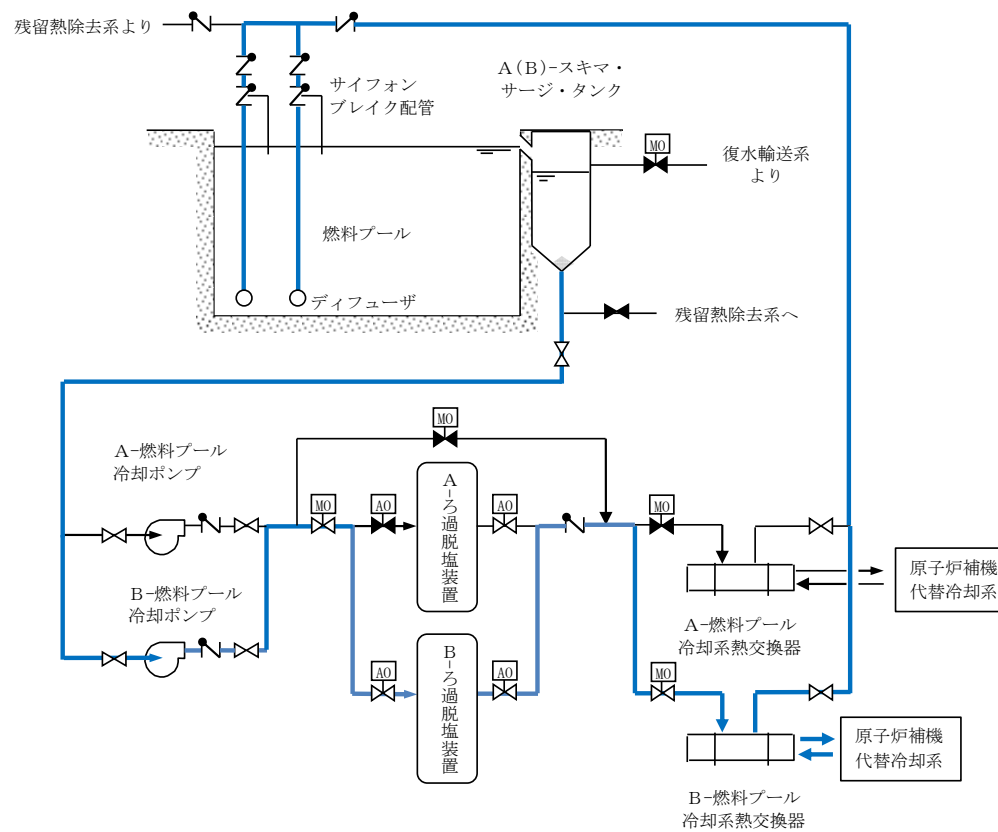 残留熱除去系より
サイフォン
ブレイク配管
A(B)-スキマ・
サージ・タンク
MO
復水輸送系
より
燃料プール
ディフューザ
残留熱除去系へ
MO
A-燃料プール
冷却ポンプ
MO
AO
A-ろ過脱塩装置
AO
MO
原子炉補機
代替冷却系
A-燃料プール
冷却系熱交換器
B-燃料プール
冷却ポンプ
AO
B-ろ過脱塩装置
AO
MO
原子炉補機
代替冷却系
B-燃料プール
冷却系熱交換器